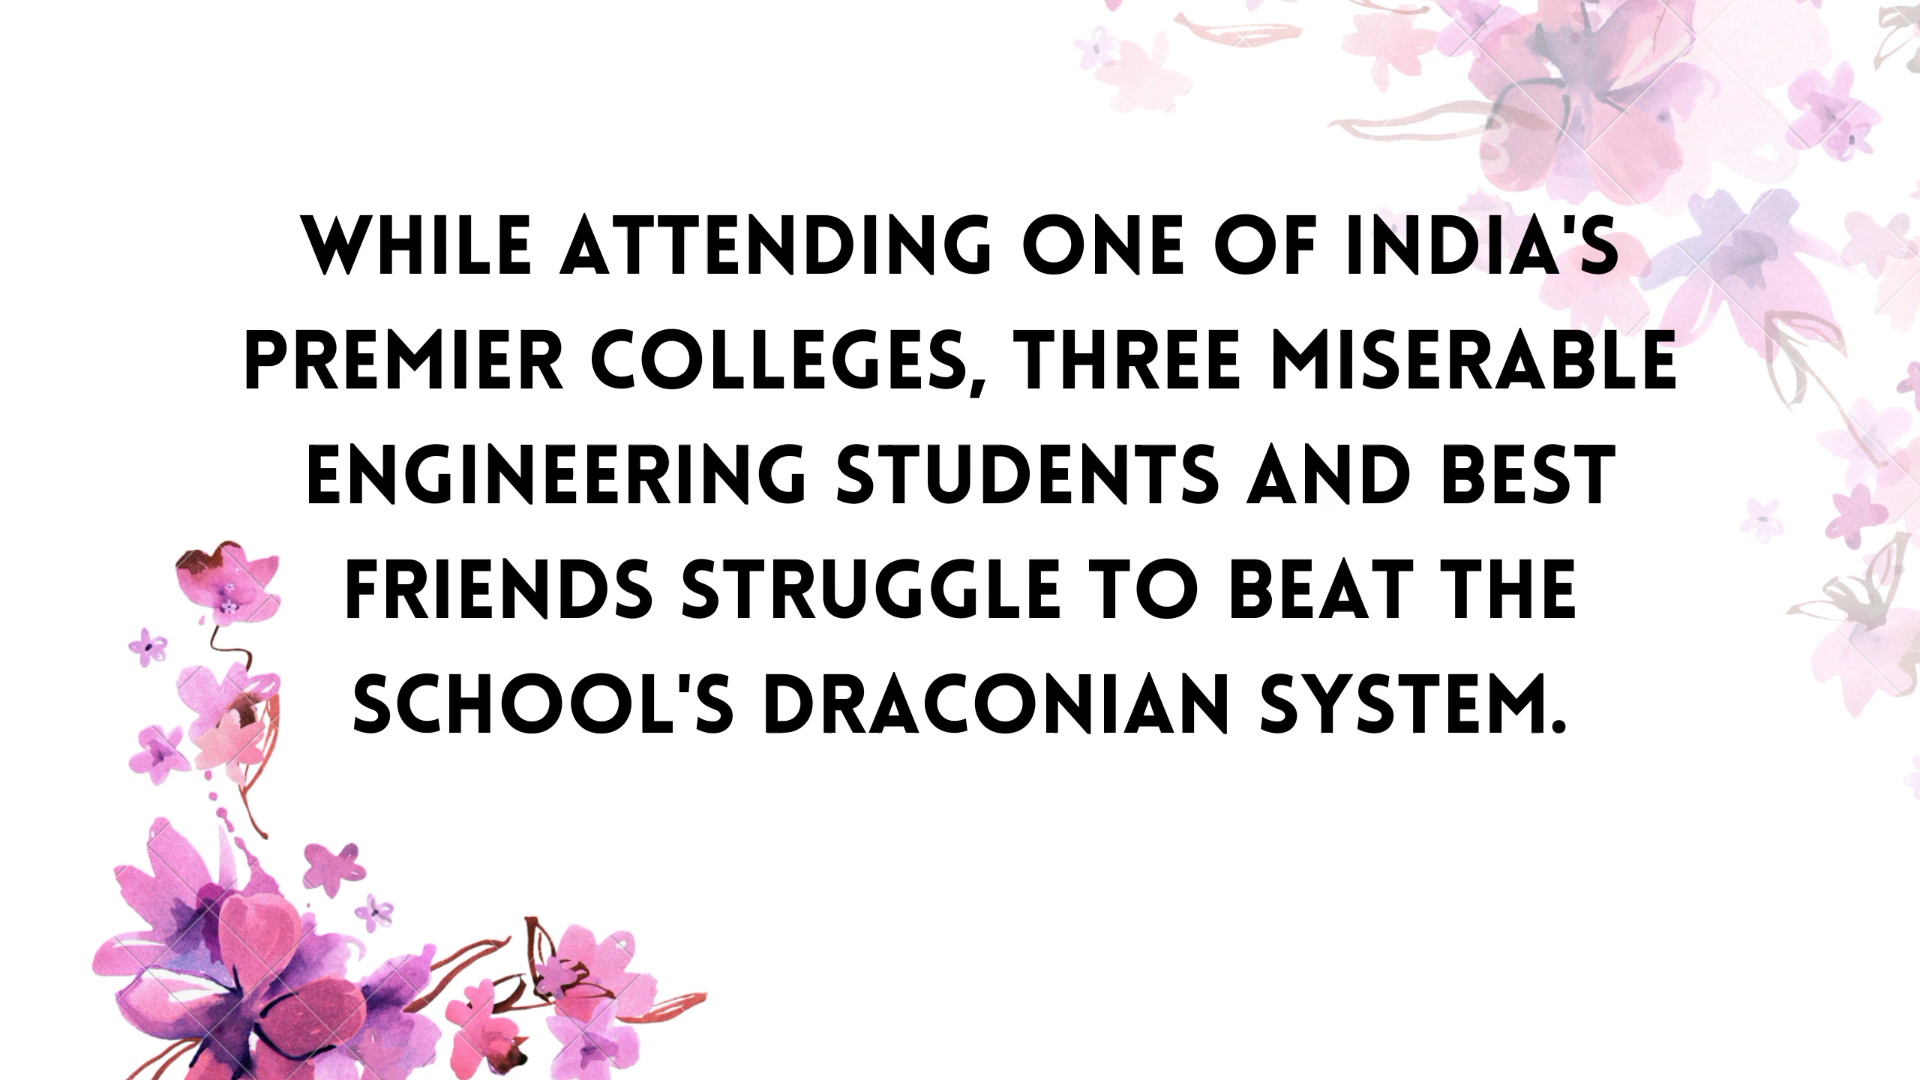 WHILE ATTENDING ONE OF INDIA'S
PREMIER COLLEGES, THREE MISERABLE
ENGINEERING STUDENTS AND BEST
FRIENDS STRUGGLE TO BEAT THE
SCHOOL'S DRACONIAN SYSTEM.